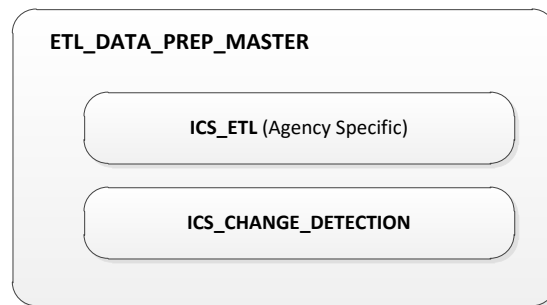 ETL_DATA_PREP_MASTER
ICS_ETL (Agency Specific)
ICS_CHANGE_DETECTION